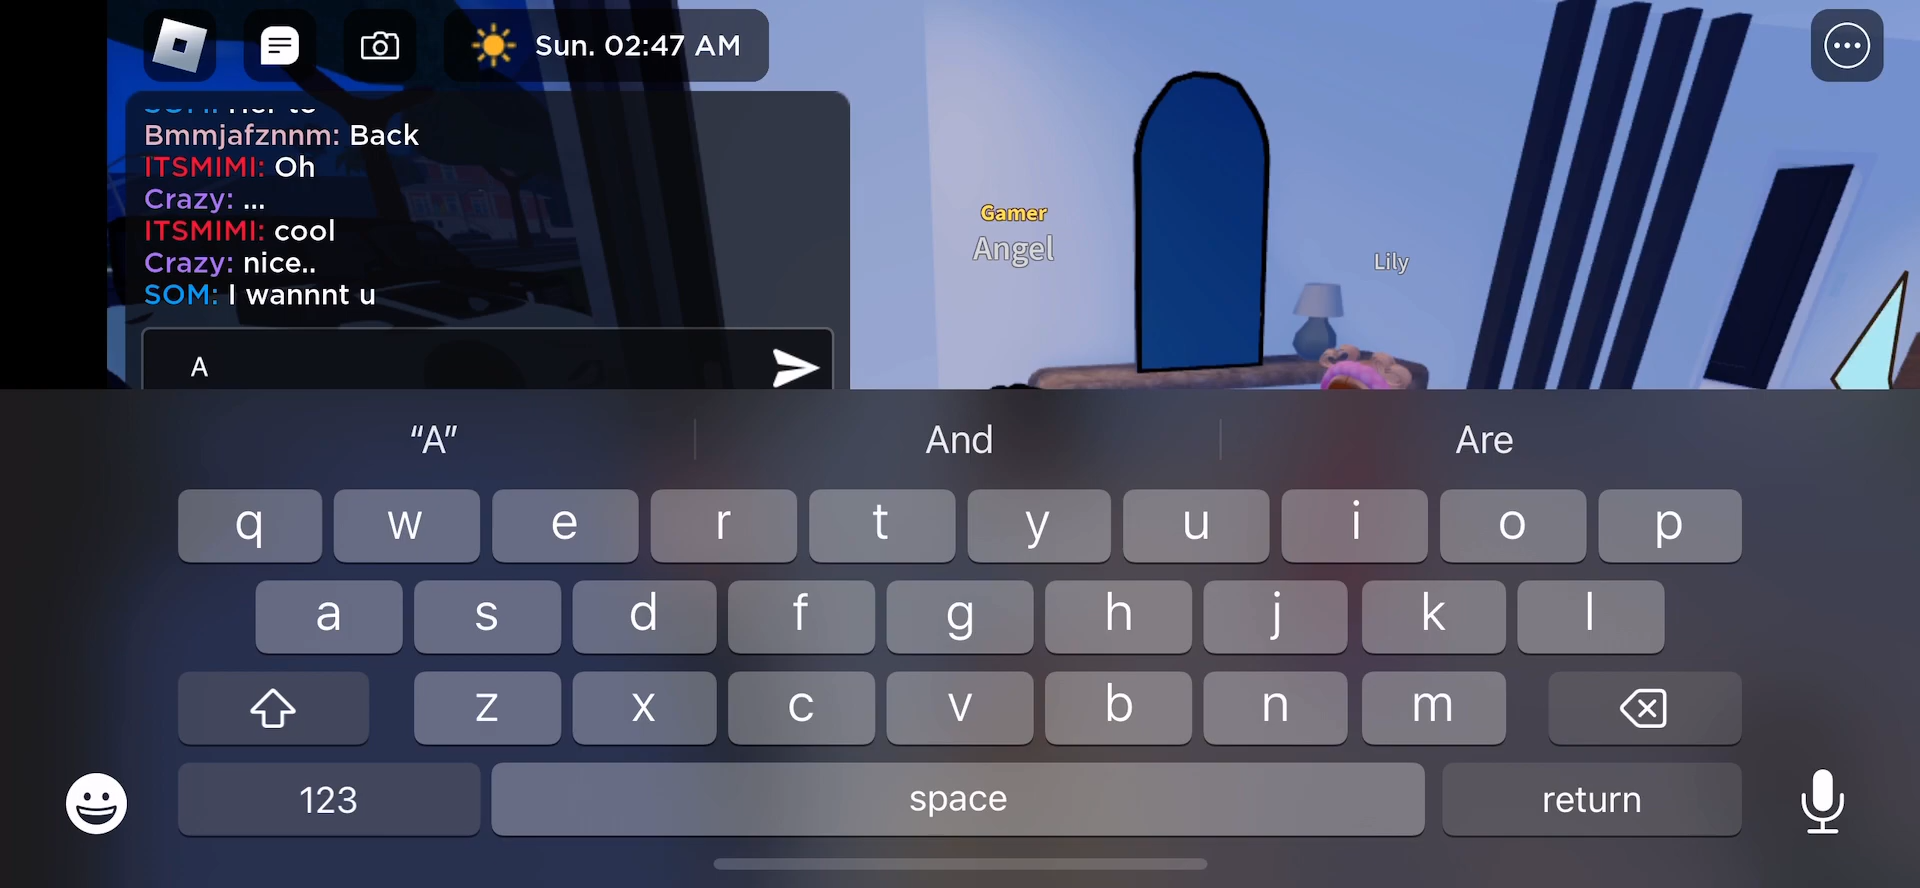 Sun. 02:47 AM
Bmmjafznnm: Back
ITSMIMI: Oh
Crazy: ...
ITSMIMI: cool
Crazy: nice..
SOM: I wannnt u
A
Gamer
Angel
Lily
“A” And Are
q w e r t y u i o p
a s d f g h j k l
z x c v b n m
123 space return